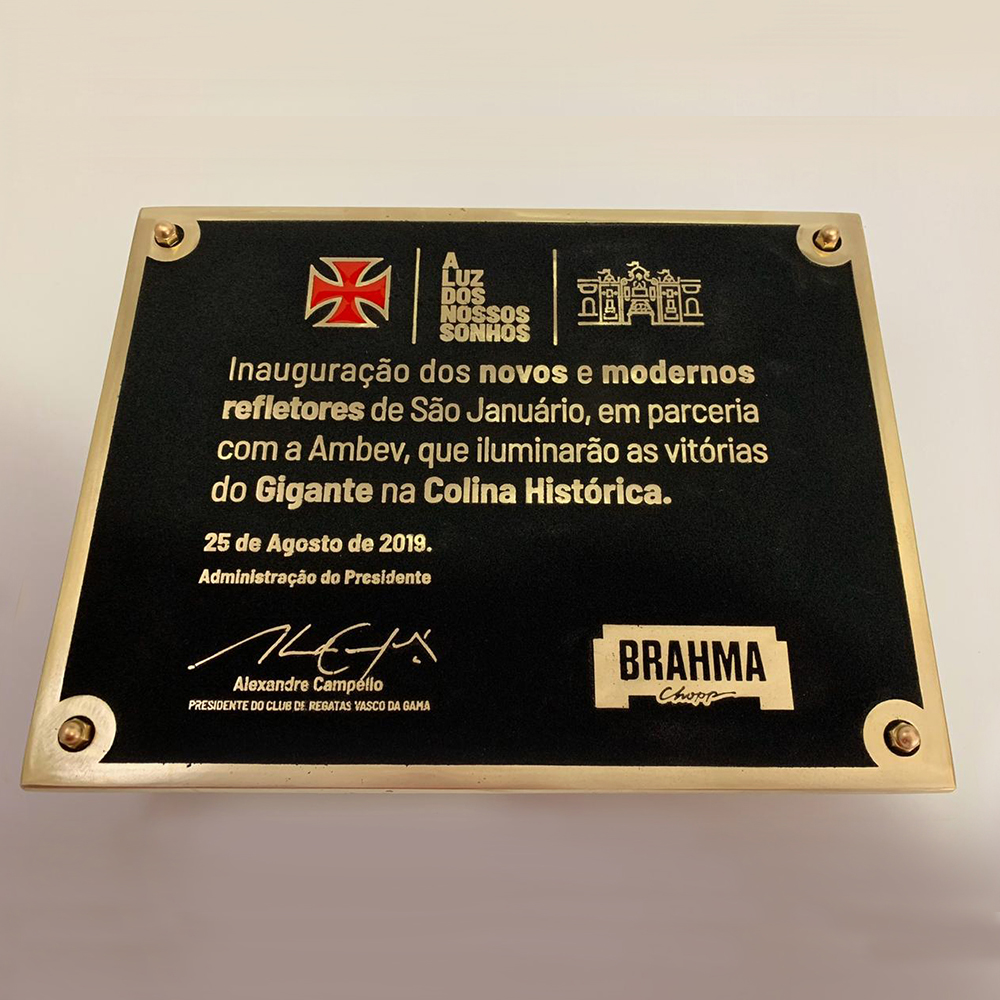 A
LUZ
DOS
NOSSOS
SONHOS
Inauguração dos novos e modernos
refletores de São Januário, em parceria
com a Ambev, que iluminarão as vitórias
do Gigante na Colina Histórica.
25 de Agosto de 2019.
Administração do Presidente
Alexandre Campello
PRESIDENTE DO CLUB DE REGATAS VASCO DA GAMA
BRAHMA
Chopp